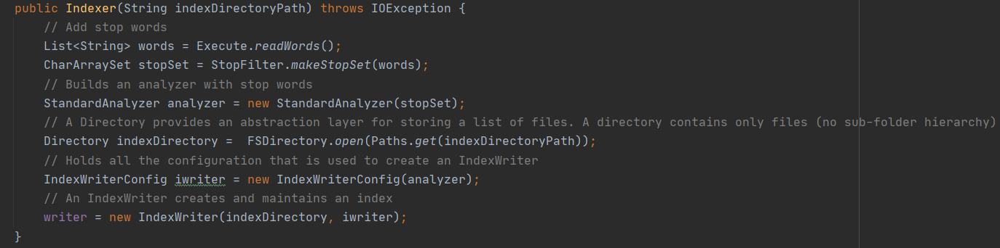 public Indexer(String indexDirectoryPath) throws IOException {
// Add stop words
List<String> words = Execute.readWords();
CharArraySet stopSet = StopFilter.makeStopSet(words);
// Builds an analyzer with stop words
StandardAnalyzer analyzer = new StandardAnalyzer(stopSet);
// A Directory provides an abstraction layer for storing a list of files. A directory contains only files (no sub-folder hierarchy)
Directory indexDirectory =  FSDirectory.open(Paths.get(indexDirectoryPath));
// Holds all the configuration that is used to create an IndexWriter
IndexWriterConfig iwriter = new IndexWriterConfig(analyzer);
// An IndexWriter creates and maintains an index
writer = new IndexWriter(indexDirectory, iwriter);
}